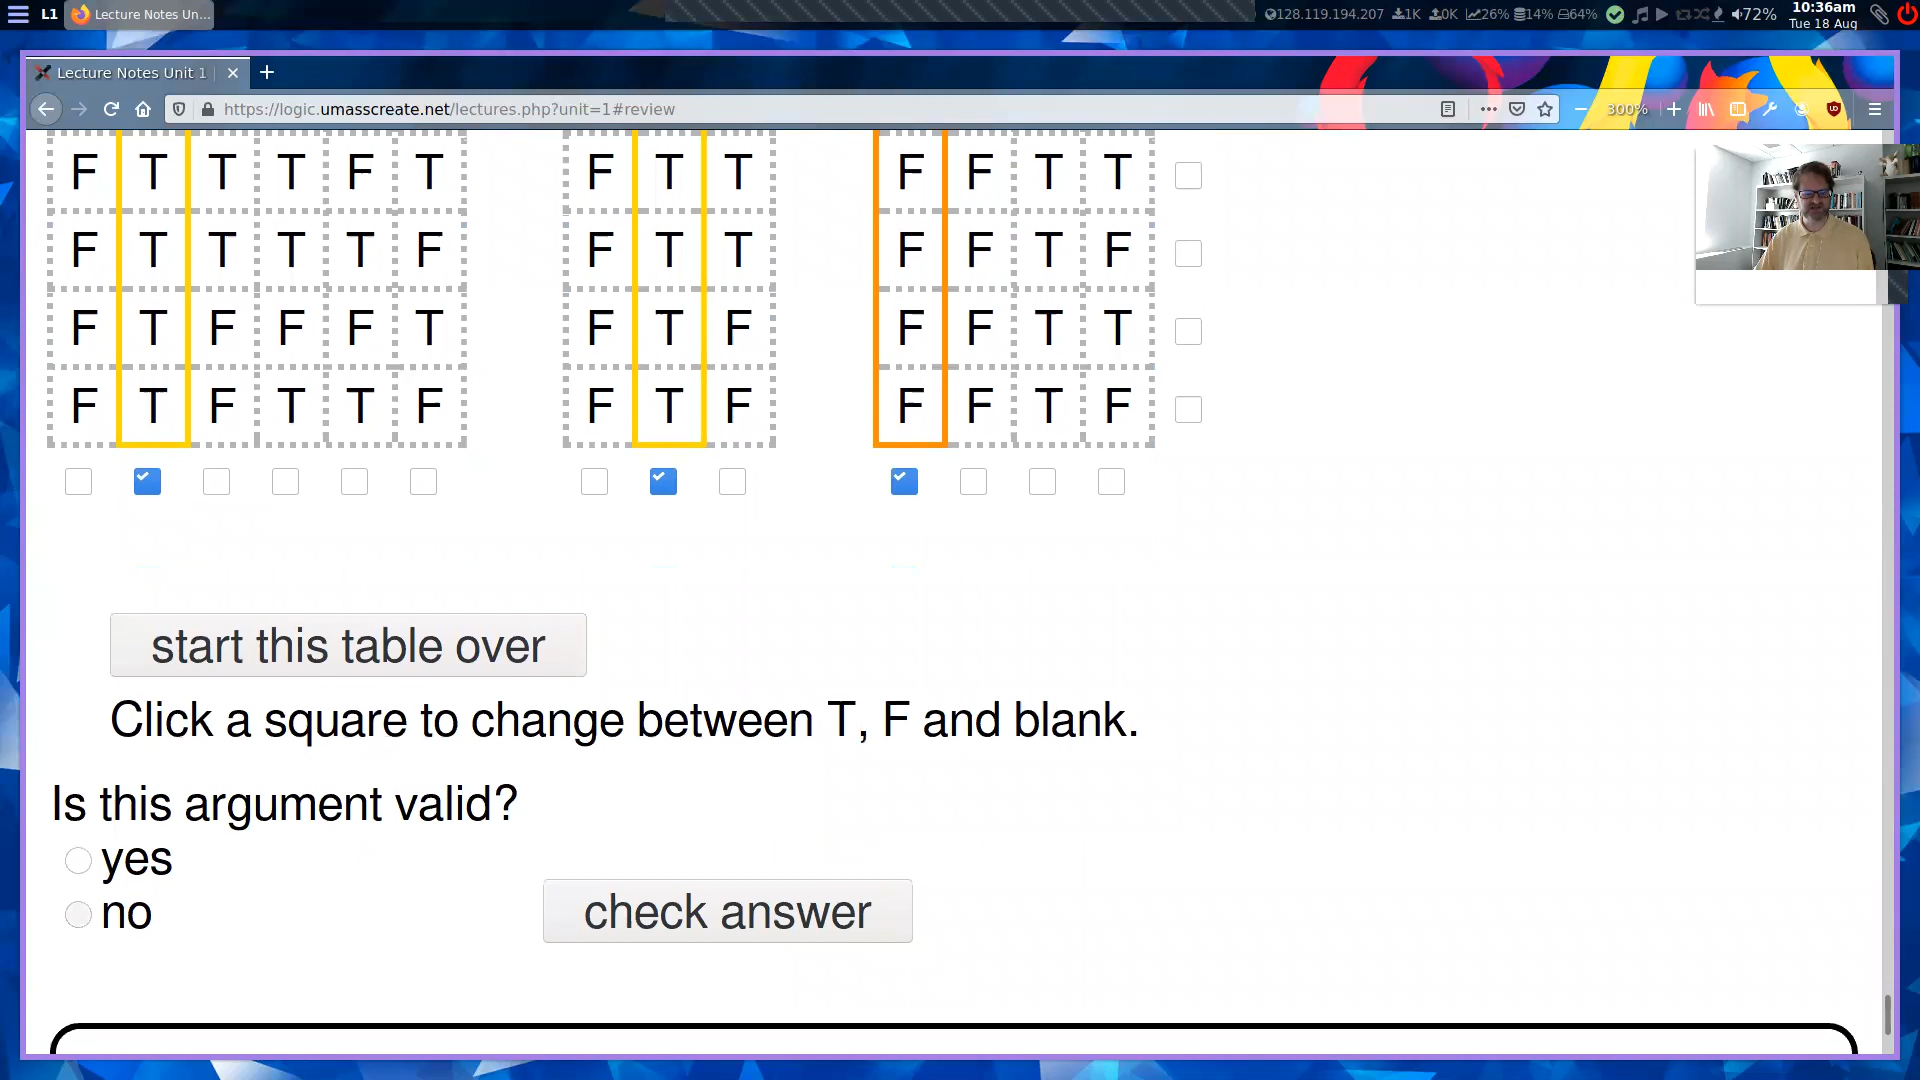 L1 Lecture Notes Un... 128.119.194.207 1K 0K 26% 14% 64% 72% 10:36am
Tue 18 Aug
Lecture Notes Unit 1
https://logic.umasscreate.net/lectures.php?unit=1#review 300%
F T T T F T F T T F F T T
F T T T T F F T T F F T F
F T F F F T F T F F F T T
F T F T T F F T F F F T F
start this table over
Click a square to change between T, F and blank.
Is this argument valid?
yes
no check answer